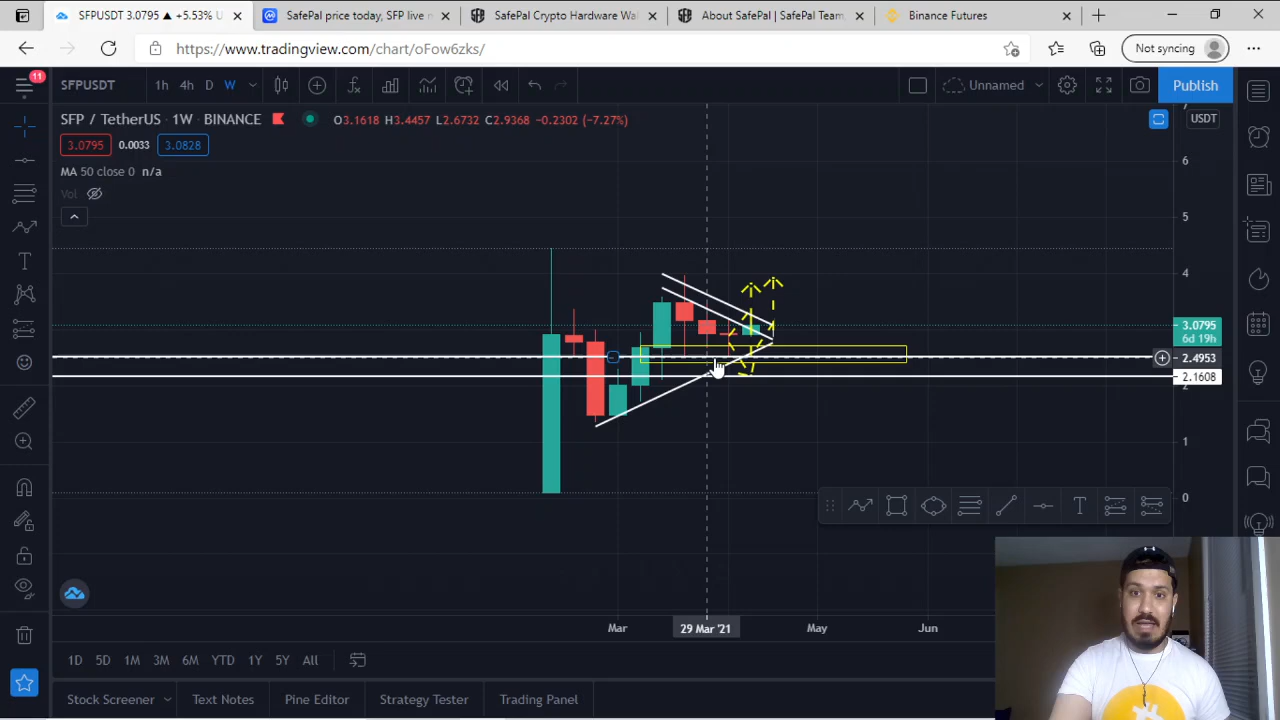 SFPUSDT 3.0795 ▲ +5.53% U
SafePal price today, SFP live m
SafePal Crypto Hardware Wal
About SafePal | SafePal Team,
Binance Futures
https://www.tradingview.com/chart/oFow6zks/
Not syncing
11
SFPUSDT
1h 4h D W
Unnamed
Publish
SFP / TetherUS · 1W · BINANCE
O3.1618 H3.4457 L2.6732 C2.9368 −0.2302 (−7.27%)
USDT
3.0795 0.0033 3.0828
MA 50 close 0 n/a
Vol
6
5
4
3.0795
6d 19h
2.4953
2.1608
2
1
0
Mar 29 Mar '21 May Jun
1D 5D 1M 3M 6M YTD 1Y 5Y All
Stock Screener Text Notes Pine Editor Strategy Tester Trading Panel